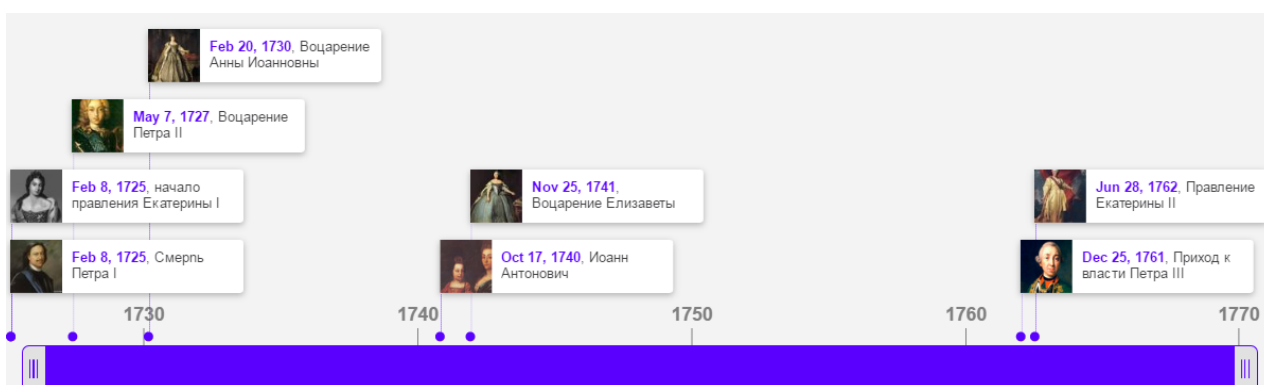 Feb 20, 1730, Воцарение
Анны Иоанновны
May 7, 1727, Воцарение
Петра II
Feb 8, 1725, начало
правления Екатерины I
Nov 25, 1741,
Воцарение Елизаветы
Jun 28, 1762, Правление
Екатерины II
Feb 8, 1725, Смерпь
Петра I
Oct 17, 1740, Иоанн
Антонович
Dec 25, 1761, Приход к
власти Петра III
1730
1740
1750
1760
1770